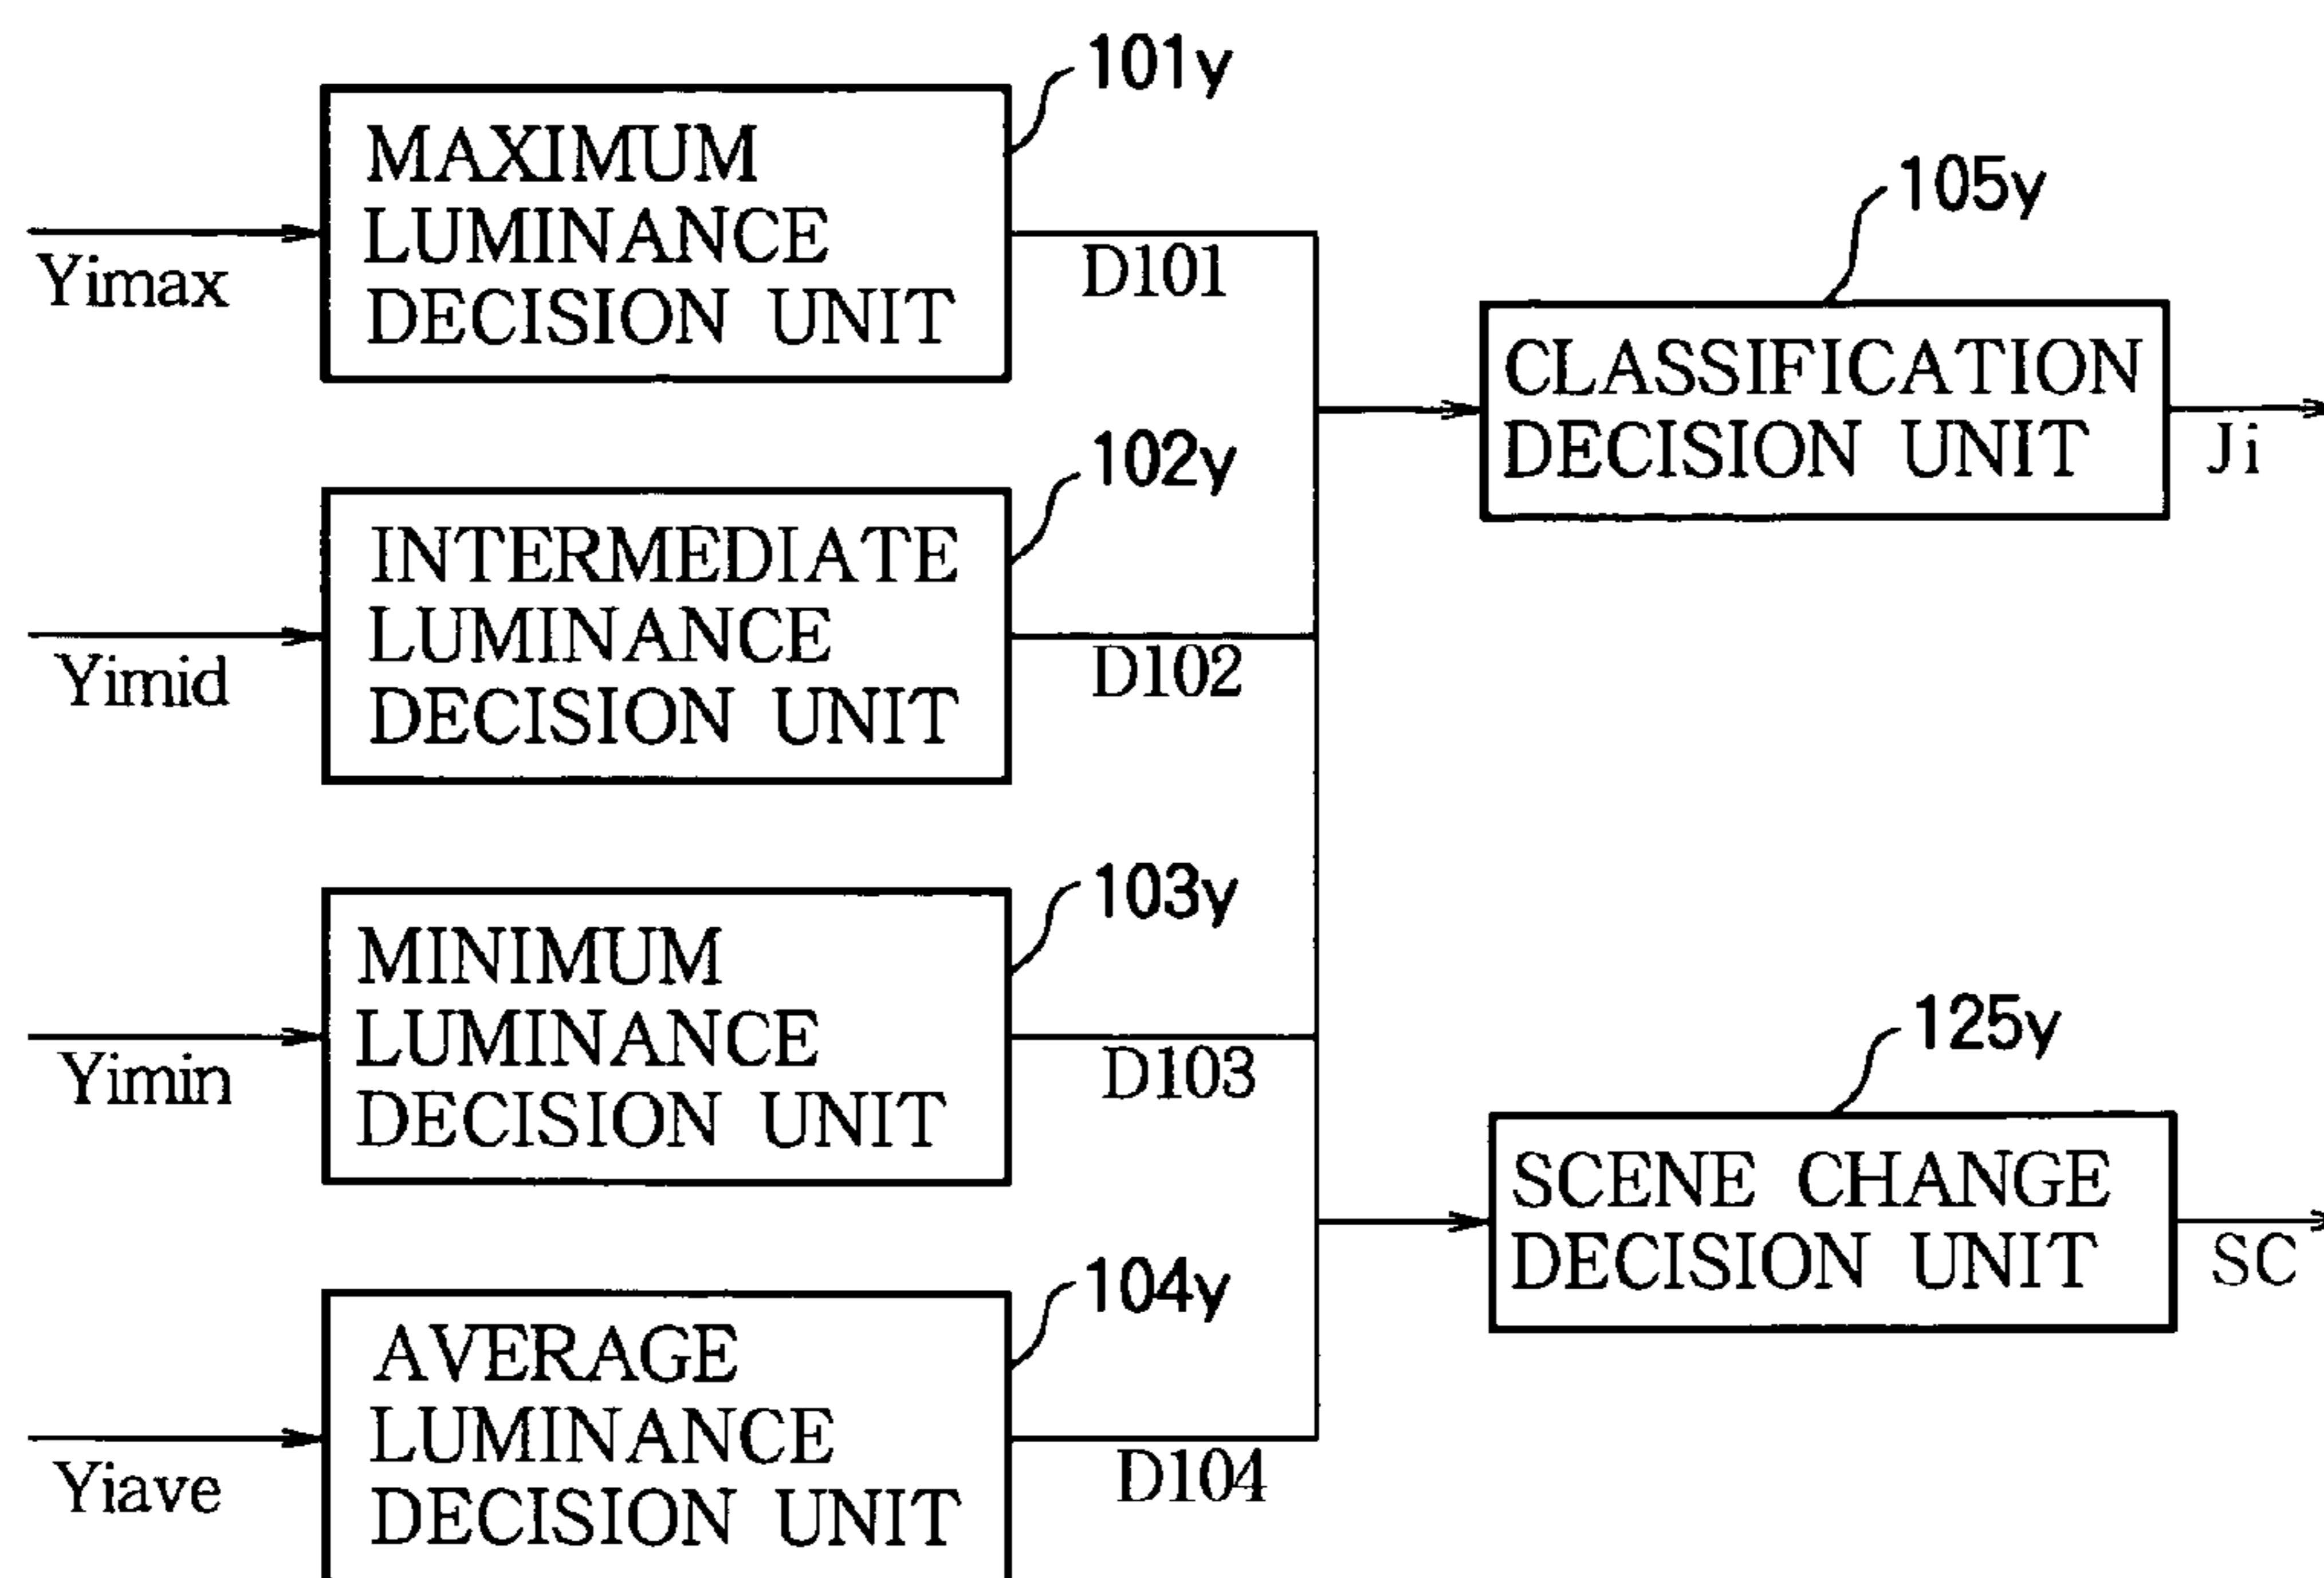 101y
MAXIMUM
LUMINANCE
DECISION UNIT
Yimax
D101
105y
CLASSIFICATION
DECISION UNIT
Ji
102y
INTERMEDIATE
LUMINANCE
DECISION UNIT
Yimid
D102
103y
MINIMUM
LUMINANCE
DECISION UNIT
Yimin
D103
125y
SCENE CHANGE
DECISION UNIT
SC
104y
AVERAGE
LUMINANCE
DECISION UNIT
Yiave
D104